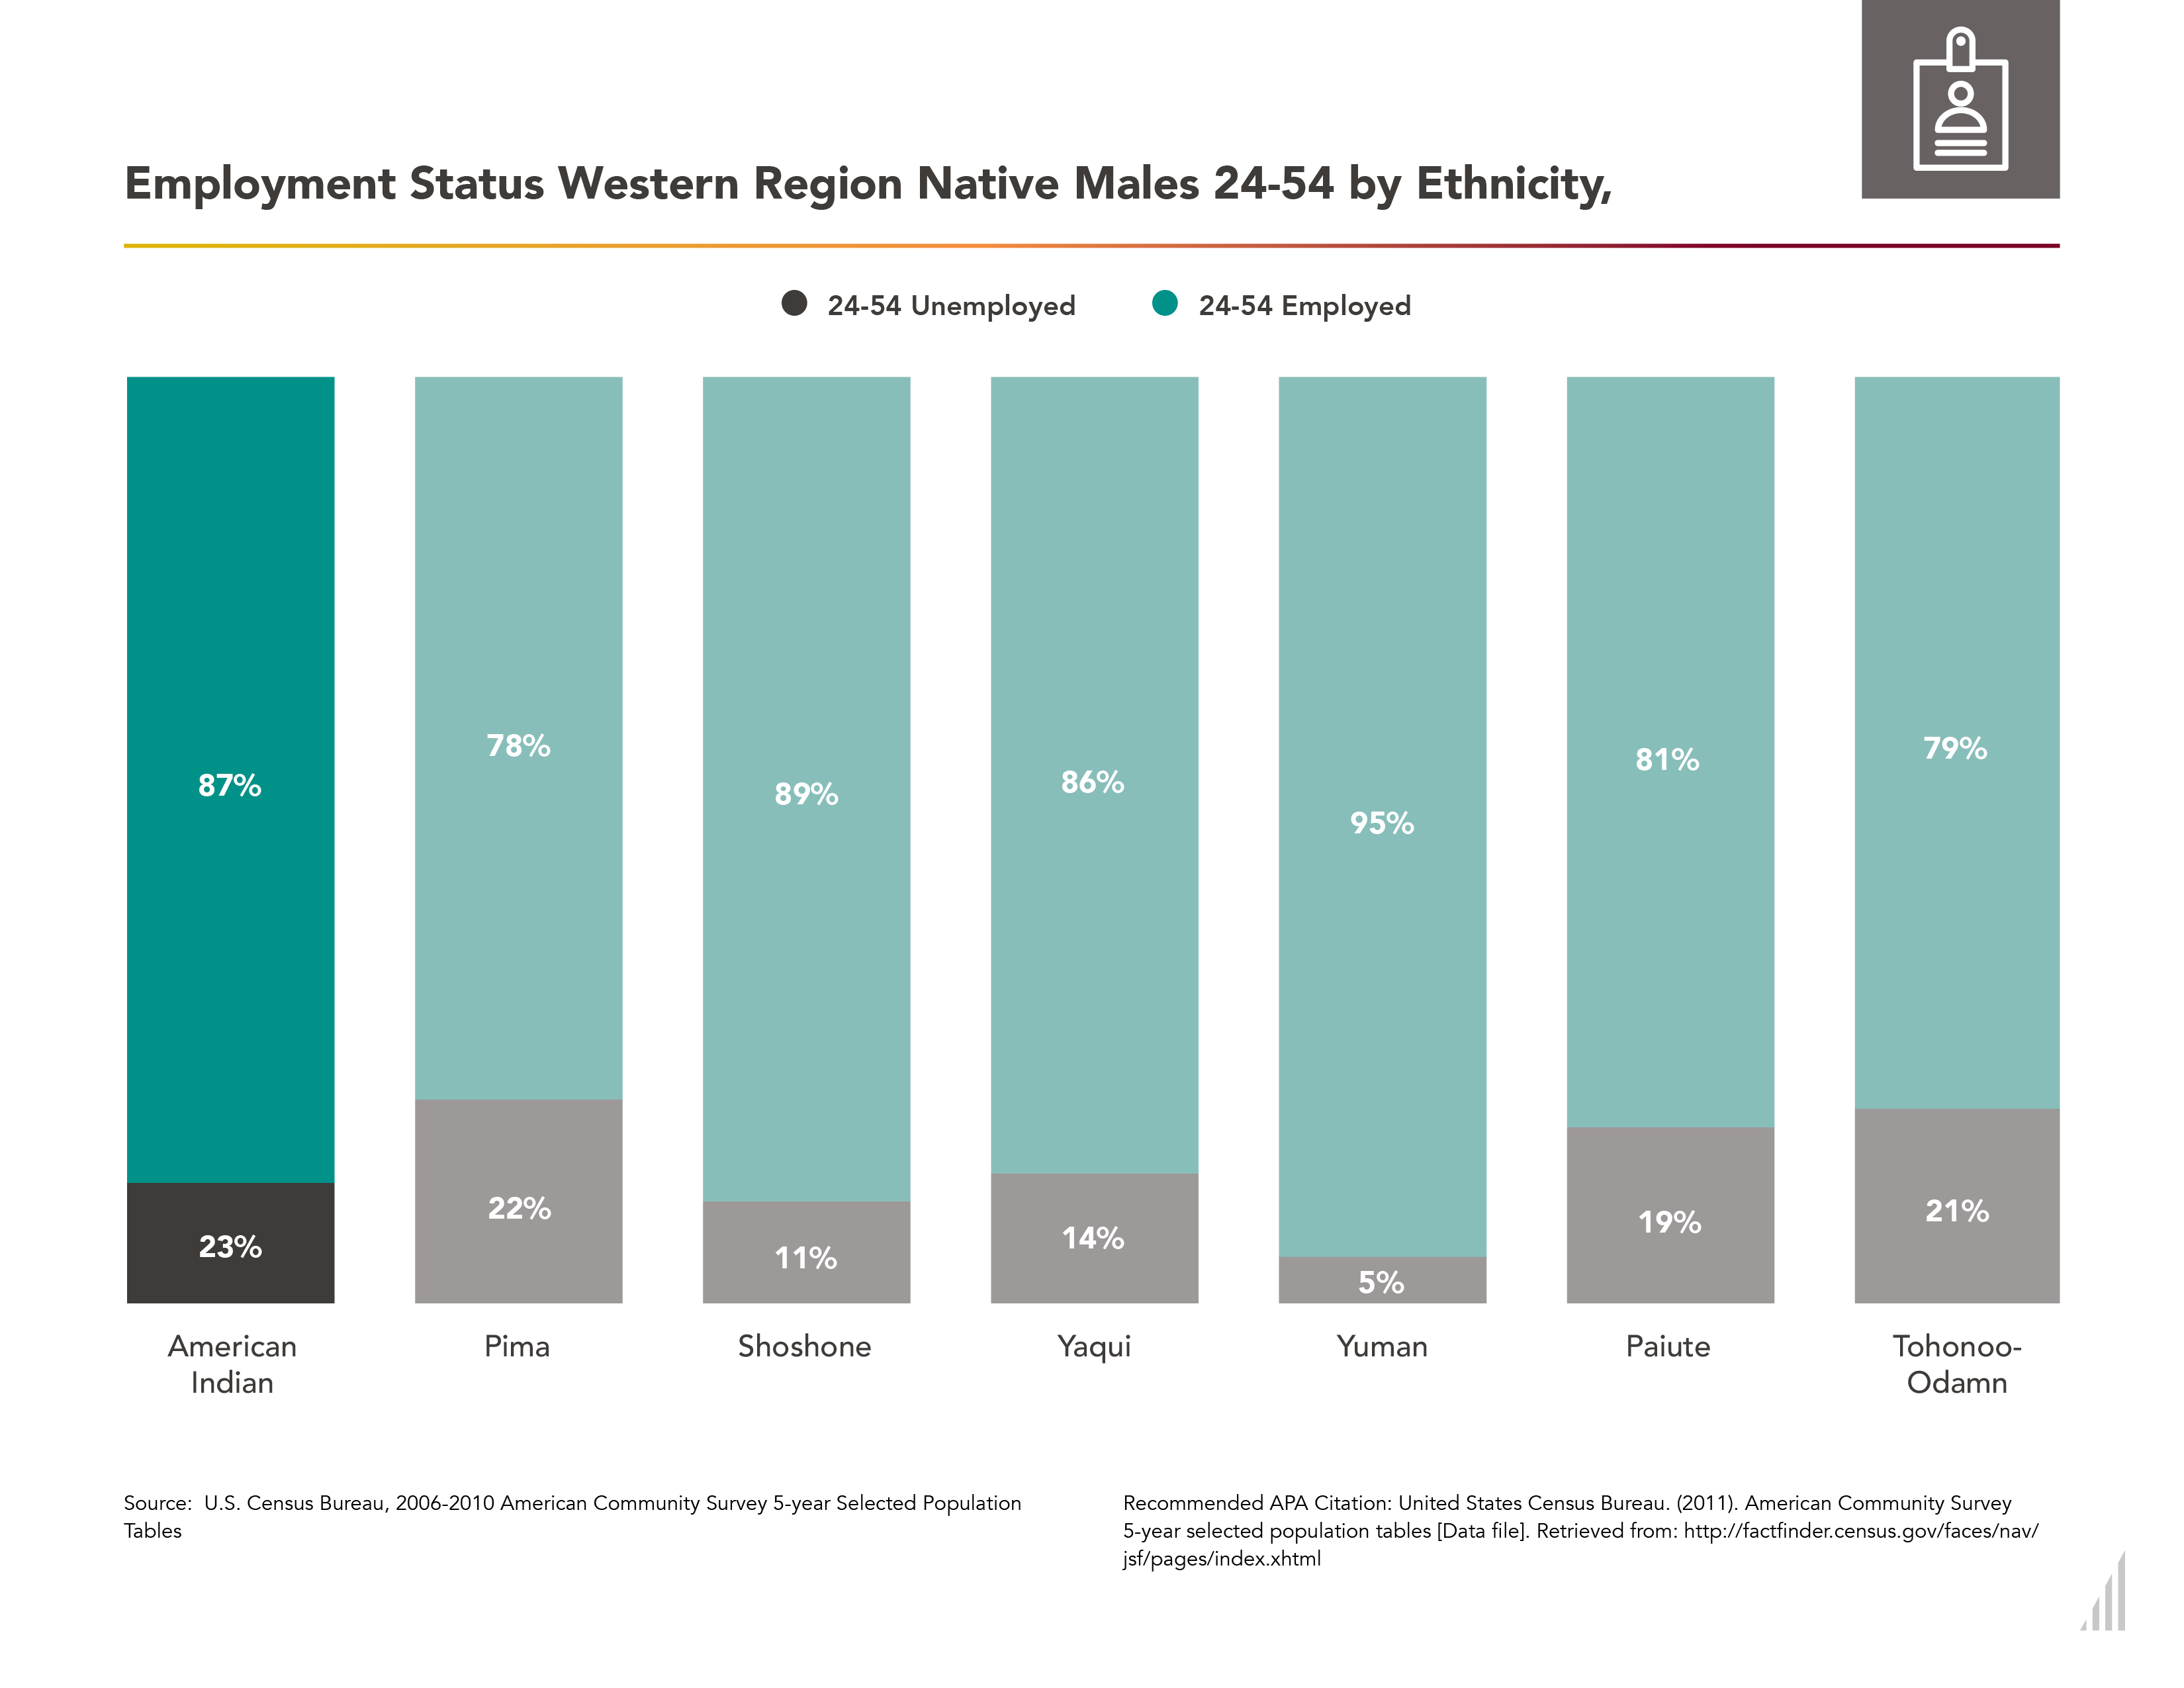 Employment Status Western Region Native Males 24-54 by Ethnicity,
24-54 Unemployed 24-54 Employed
87% 78% 89% 86% 95% 81% 79%
23% 22% 11% 14% 5% 19% 21%
American Pima Shoshone Yaqui Yuman Paiute Tohonoo-
Indian Odamn
Source: U.S. Census Bureau, 2006-2010 American Community Survey 5-year Selected Population
Tables
Recommended APA Citation: United States Census Bureau. (2011). American Community Survey
5-year selected population tables [Data file]. Retrieved from: http://factfinder.census.gov/faces/nav/
jsf/pages/index.xhtml